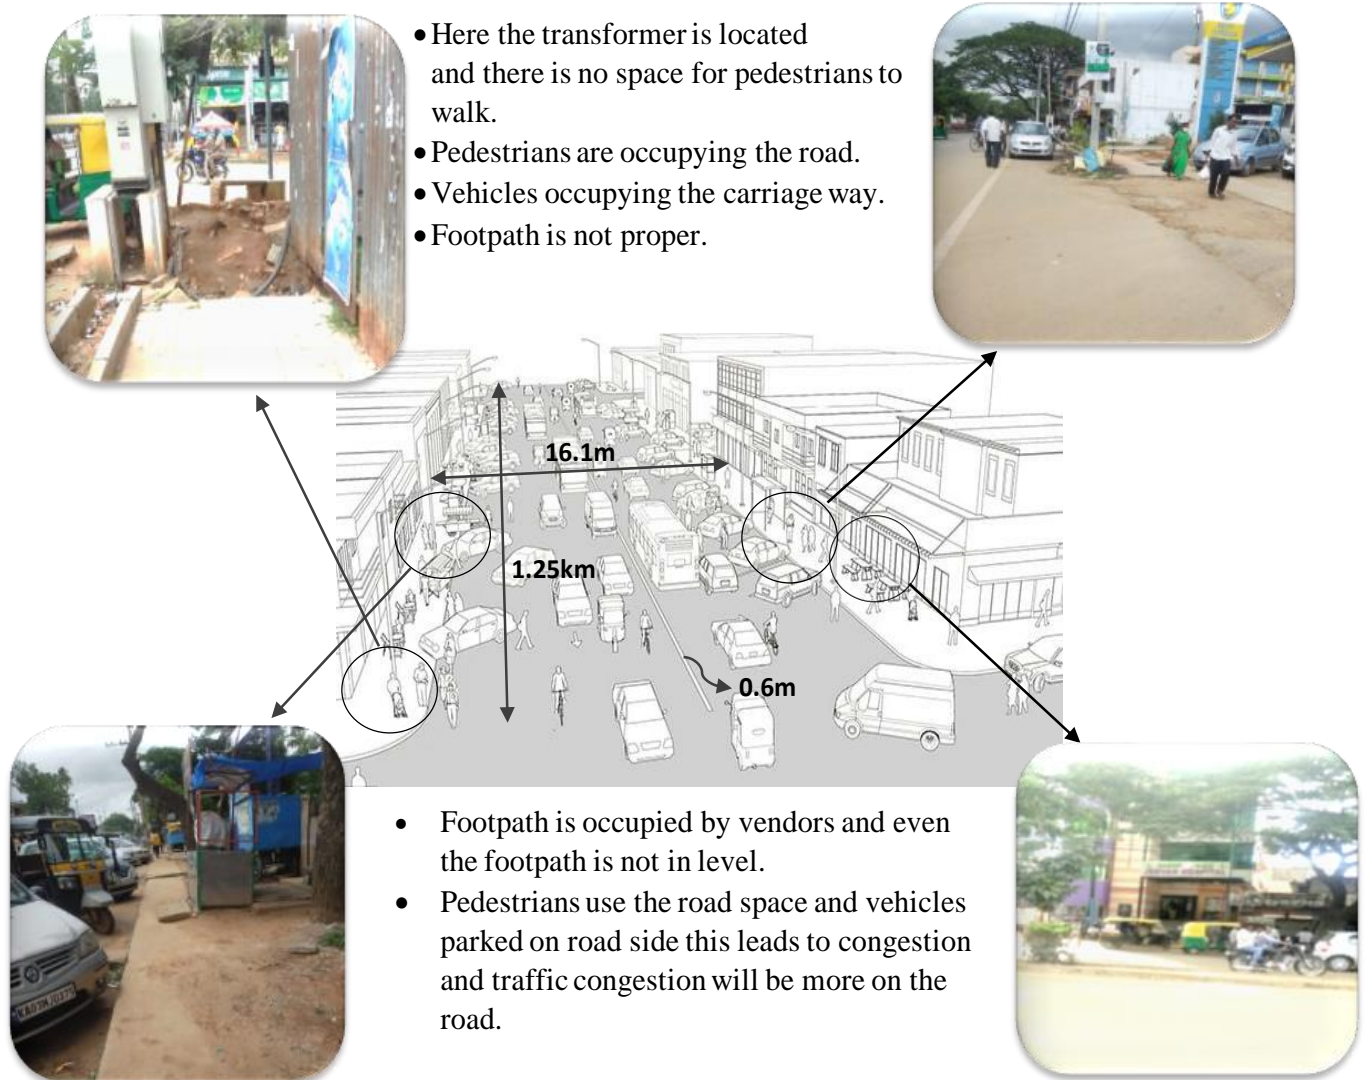 • Here the transformer is located
and there is no space for pedestrians to
walk.
• Pedestrians are occupying the road.
• Vehicles occupying the carriage way.
• Footpath is not proper.
16.1m
1.25km
0.6m
• Footpath is occupied by vendors and even
the footpath is not in level.
• Pedestrians use the road space and vehicles
parked on road side this leads to congestion
and traffic congestion will be more on the
road.